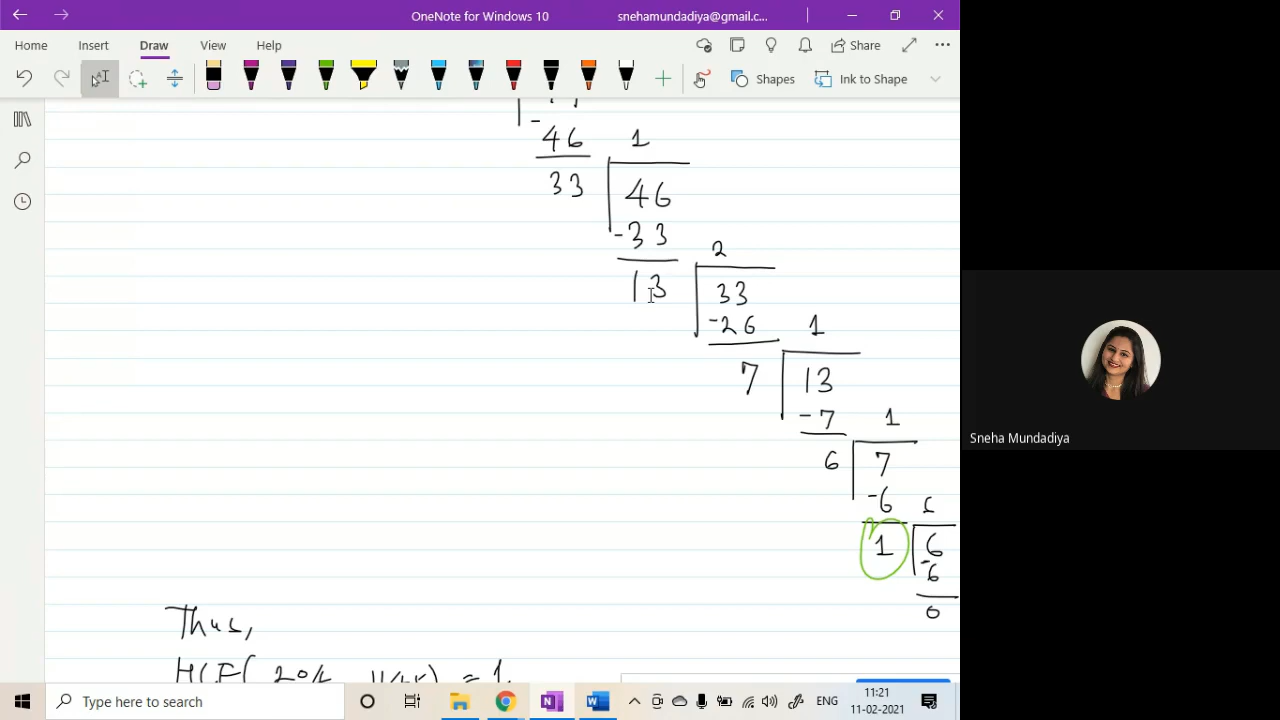 OneNote for Windows 10
snehamundadiya@gmail.c...
Home Insert Draw View Help
Share
Shapes
Ink to Shape
-
46 1
33 46
-33 2
13 33
-26 1
7 13
-7 1
6 7
-6
1 6
-6
0
Thus,
HCF( = 1
Sneha Mundadiya
Type here to search
ENG
11:21
11-02-2021